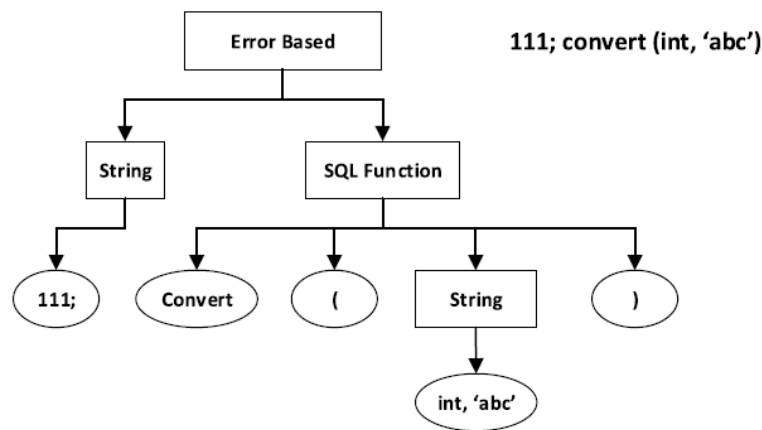 Error Based
111; convert (int, ‘abc’)
String
SQL Function
111;
Convert
(
String
)
int, ‘abc’